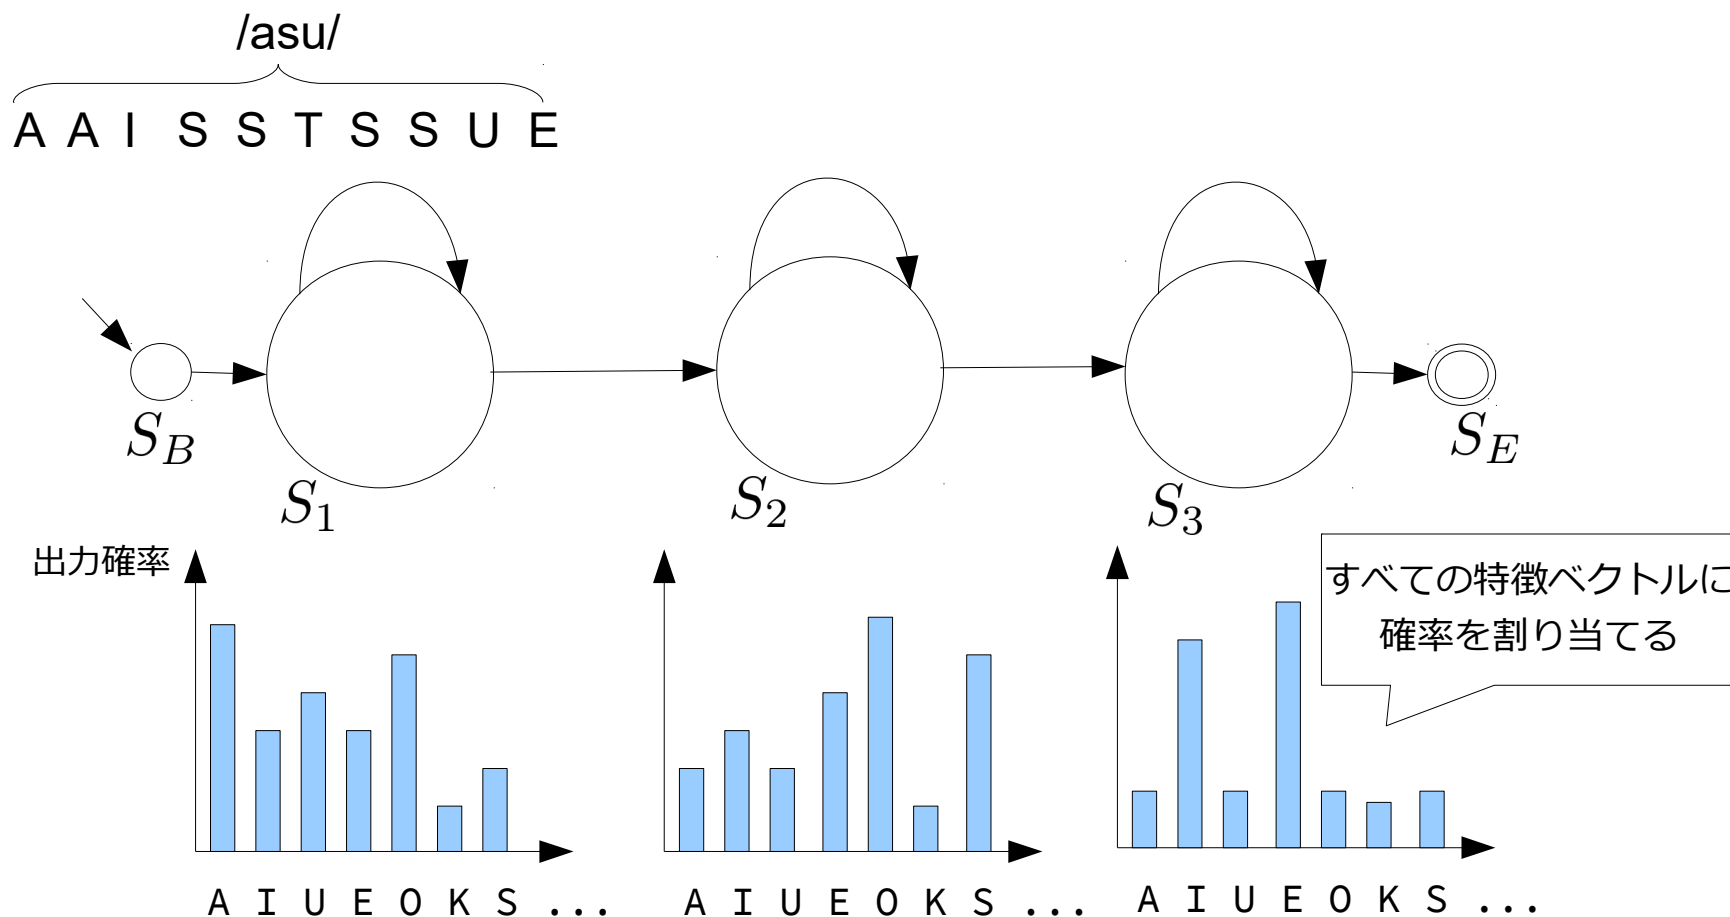 /asu/
A A I S S T S S U E
S_B
S_1
S_2
S_3
S_E
出力確率
すべての特徴ベクトルに
確率を割り当てる
A I U E O K S ...
A I U E O K S ...
A I U E O K S ...